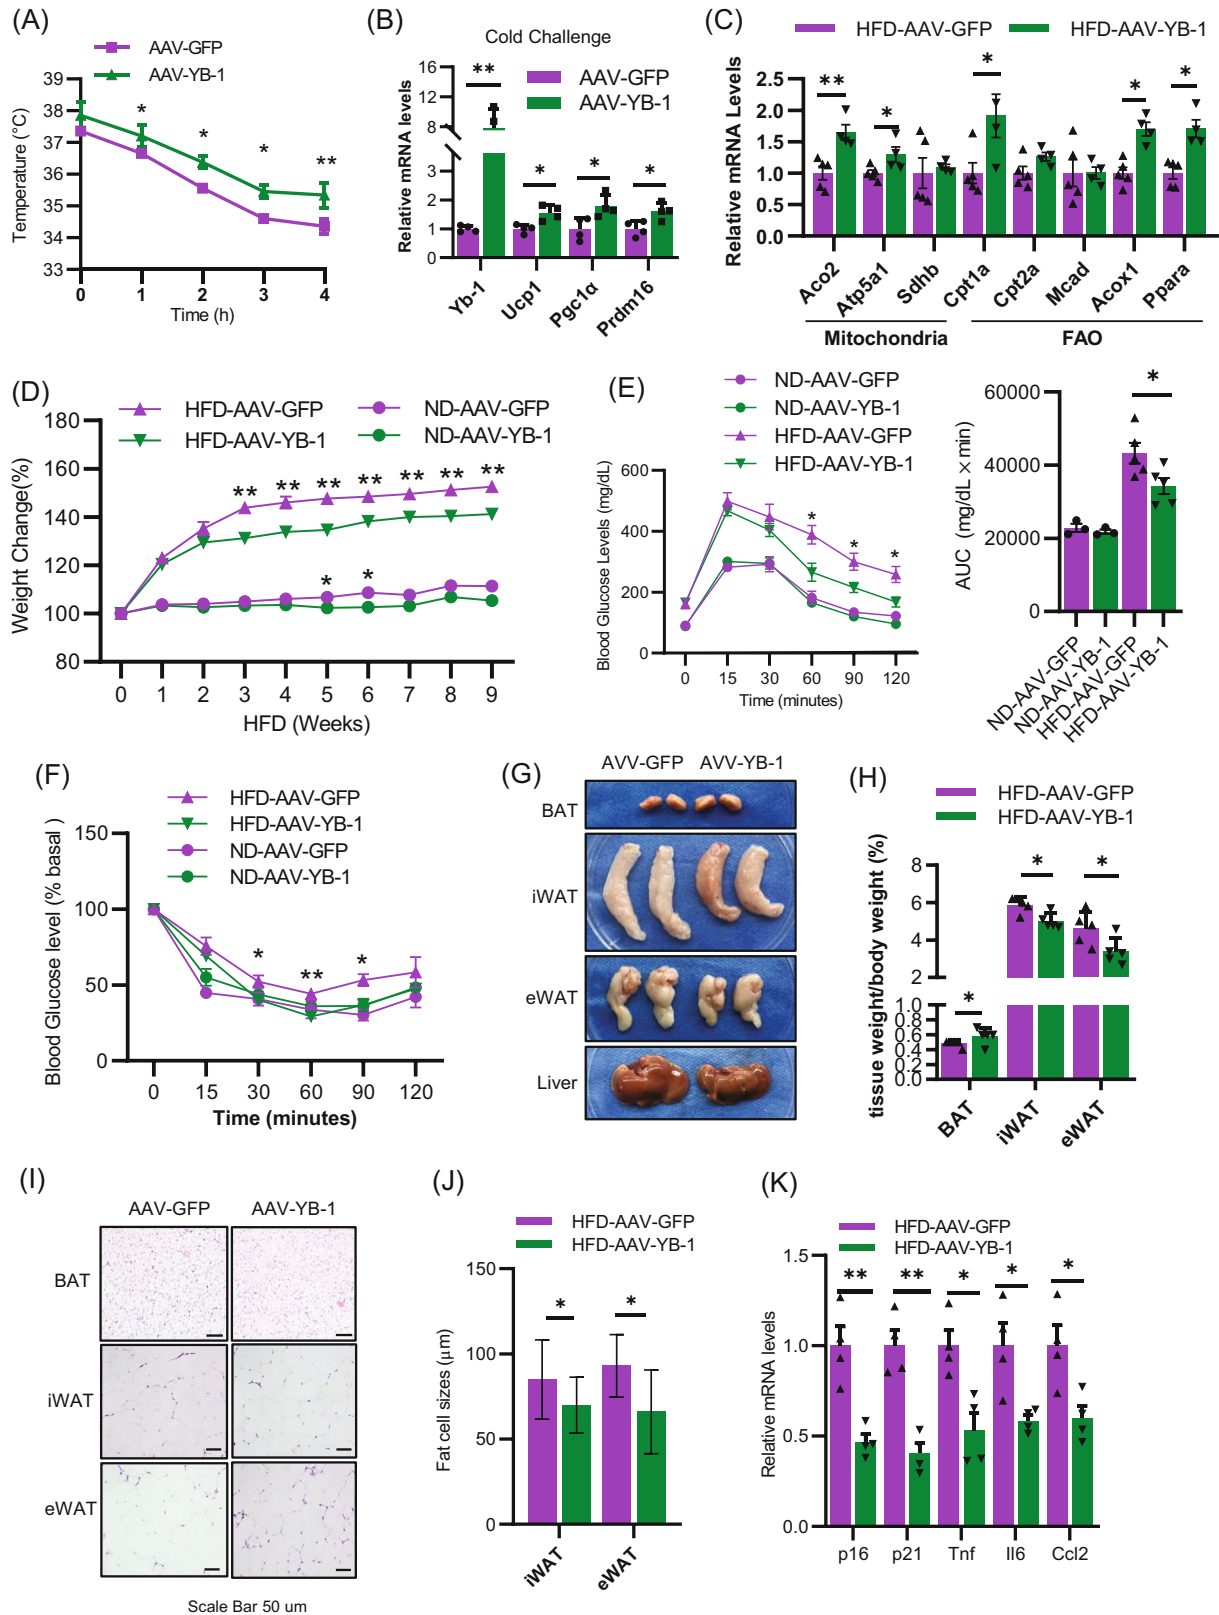 (A)
AAV-GFP
AAV-YB-1
Temperature (°C)
39
38
37
36
35
34
33
* * * **
0 1 2 3 4
Time (h)
(B)
Cold Challenge
AAV-GFP
AAV-YB-1
Relative mRNA levels
16
12
8
3
2
1
0
** * * *
Yb-1 Ucp1 Pgc1α Prdm16
(C)
HFD-AAV-GFP HFD-AAV-YB-1
Relative mRNA Levels
2.5
2.0
1.5
1.0
0.5
0.0
** * * * *
Aco2 Atp5a1 Sdhb Cpt1a Cpt2a Mcad Acox1 Ppara
Mitochondria FAO
(D)
HFD-AAV-GFP ND-AAV-GFP
HFD-AAV-YB-1 ND-AAV-YB-1
Weight Change(%)
180
160
140
120
100
80
** ** ** ** ** ** **
* *
0 1 2 3 4 5 6 7 8 9
HFD (Weeks)
(E)
ND-AAV-GFP
ND-AAV-YB-1
HFD-AAV-GFP
HFD-AAV-YB-1
Blood Glucose Levels (mg/dL)
600
400
200
0
* * *
0 15 30 60 90 120
Time (minutes)
AUC (mg/dL × min)
60000
40000
20000
0
*
ND-AAV-GFP
ND-AAV-YB-1
HFD-AAV-GFP
HFD-AAV-YB-1
(F)
HFD-AAV-GFP
HFD-AAV-YB-1
ND-AAV-GFP
ND-AAV-YB-1
Blood Glucose level (% basal )
150
100
50
0
* ** *
0 15 30 60 90 120
Time (minutes)
(G)
AVV-GFP AVV-YB-1
BAT
iWAT
eWAT
Liver
(H)
HFD-AAV-GFP
HFD-AAV-YB-1
tissue weight/body weight (%)
8
6
4
2
1.0
0.8
0.6
0.4
0.2
0.0
* * *
BAT iWAT eWAT
(I)
AAV-GFP AAV-YB-1
BAT
iWAT
eWAT
Scale Bar 50 um
(J)
HFD-AAV-GFP
HFD-AAV-YB-1
Fat cell sizes (μm)
150
100
50
0
* *
iWAT eWAT
(K)
HFD-AAV-GFP
HFD-AAV-YB-1
Relative mRNA levels
1.5
1.0
0.5
0.0
** ** * * *
p16 p21 Tnf Il6 Ccl2